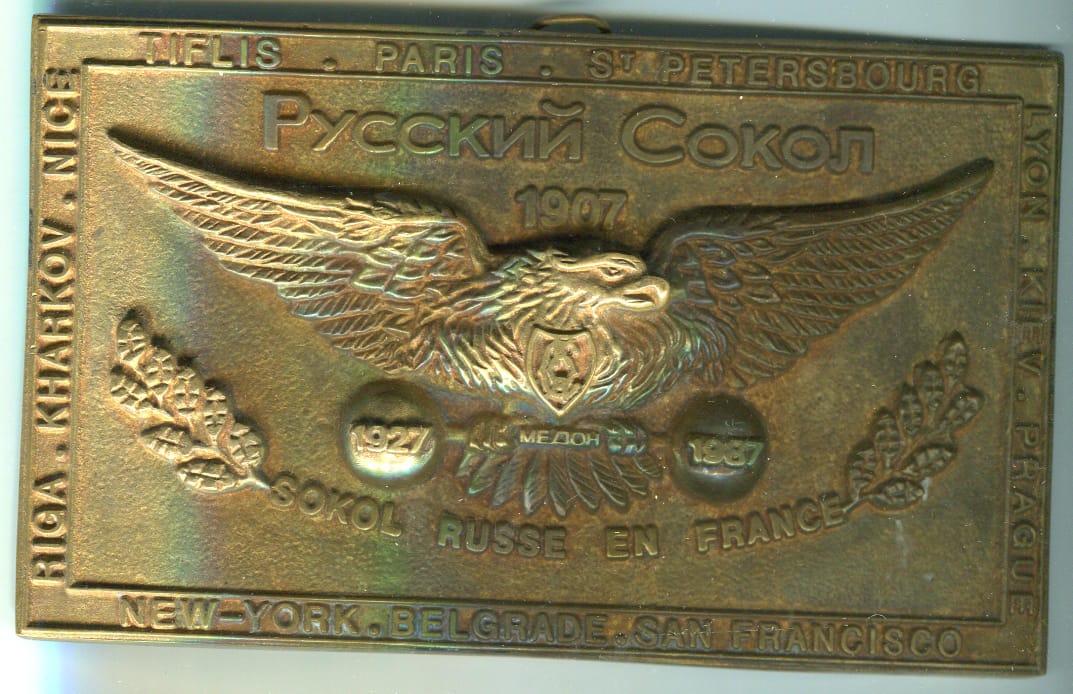 TIFLIS . PARIS . Sᵀ PETERSBOURG
РУССКИЙ СОКОЛ
1907
RIGA . KHARKOV . NICE
LYON . KIEV . PRAGUE
1927
МЕДОН
1987
SOKOL RUSSE EN FRANCE
NEW-YORK . BELGRADE . SAN FRANCISCO